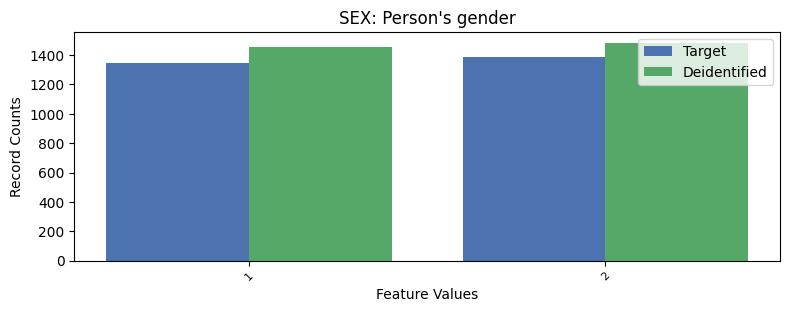 SEX: Person's gender
Target
Deidentified
Record Counts
1400
1200
1000
800
600
400
200
0
1
2
Feature Values